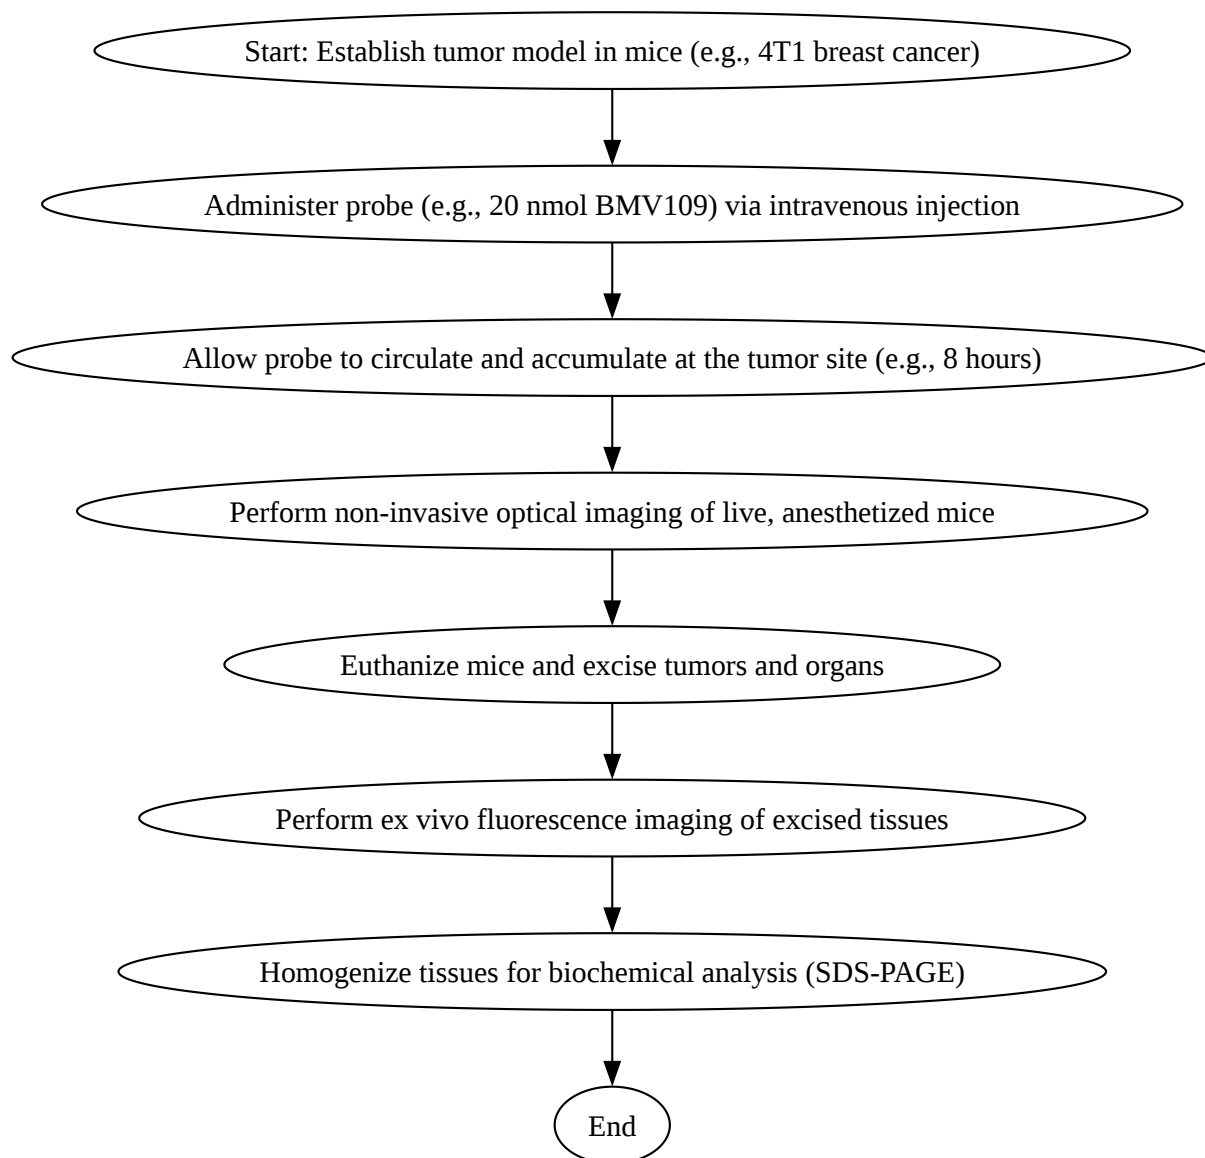 Start: Establish tumor model in mice (e.g., 4T1 breast cancer)
Administer probe (e.g., 20 nmol BMV109) via intravenous injection
Allow probe to circulate and accumulate at the tumor site (e.g., 8 hours)
Perform non-invasive optical imaging of live, anesthetized mice
Euthanize mice and excise tumors and organs
Perform ex vivo fluorescence imaging of excised tissues
Homogenize tissues for biochemical analysis (SDS-PAGE)
End